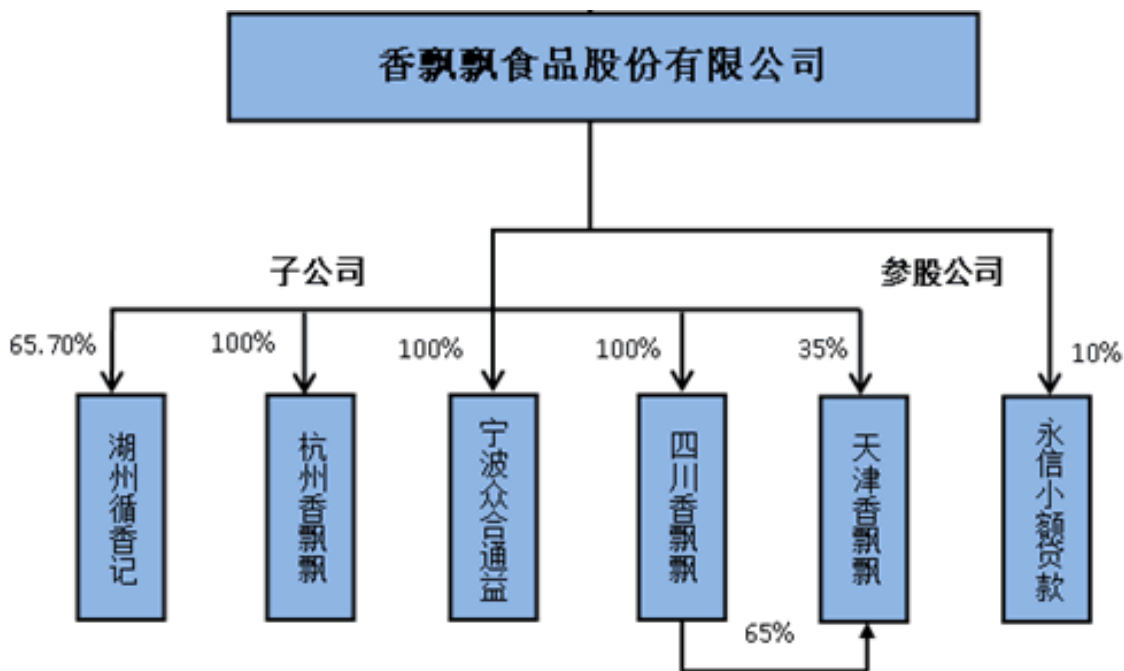 香飘飘食品股份有限公司
子公司
参股公司
65.70%
100%
100%
100%
35%
10%
湖州循香记
杭州香飘飘
宁波众合通益
四川香飘飘
天津香飘飘
永信小额贷款
65%